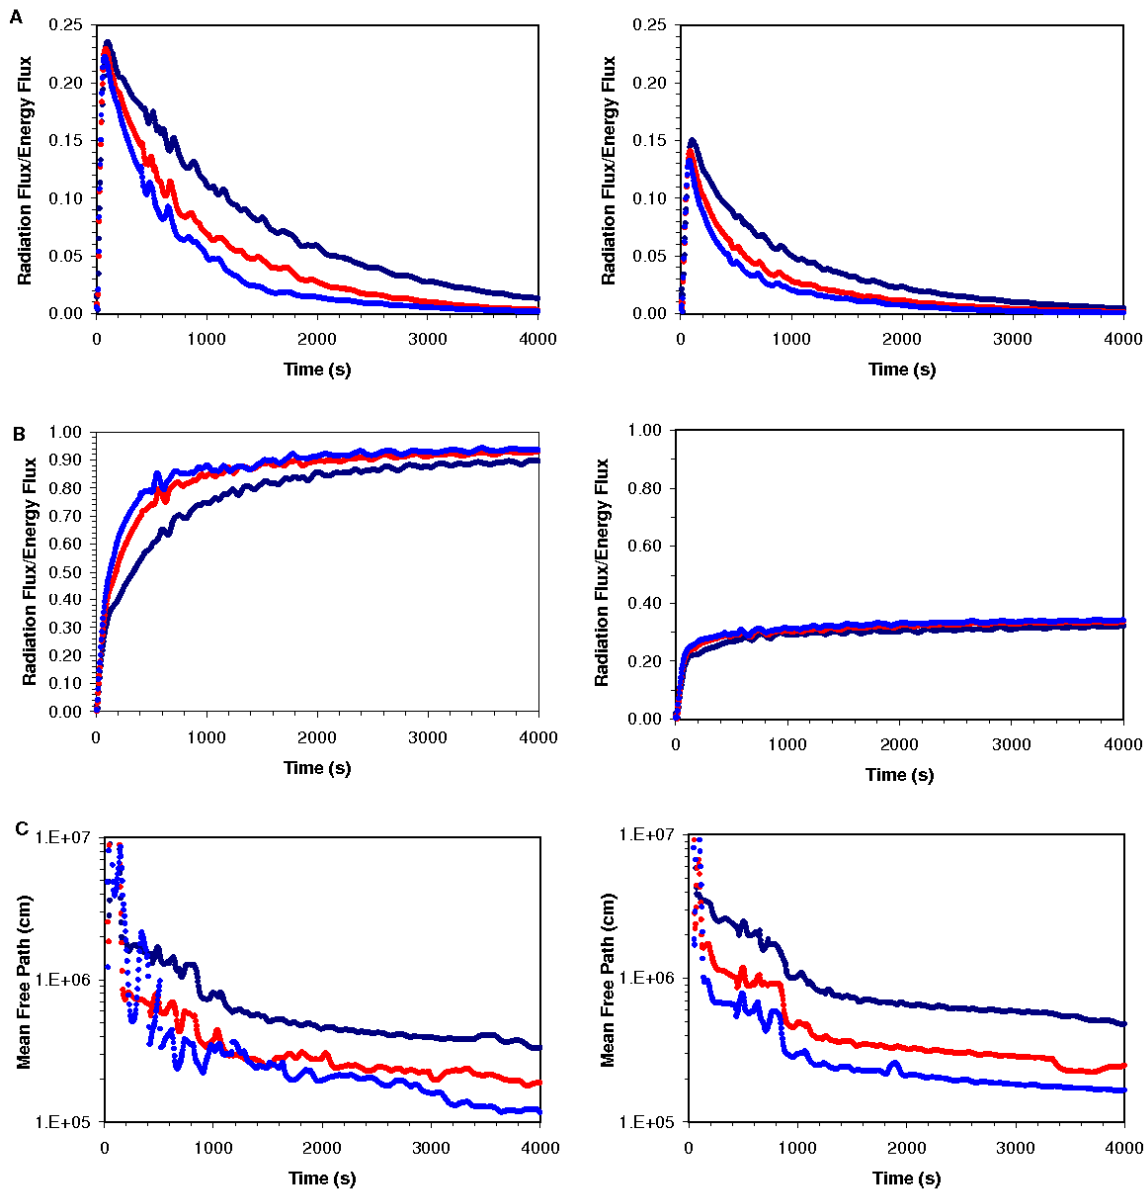 A
Radiation Flux/Energy Flux
0.25
0.20
0.15
0.10
0.05
0.00
0 1000 2000 3000 4000
Time (s)
Radiation Flux/Energy Flux
0.25
0.20
0.15
0.10
0.05
0.00
0 1000 2000 3000 4000
Time (s)
B
Radiation Flux/Energy Flux
1.00
0.90
0.80
0.70
0.60
0.50
0.40
0.30
0.20
0.10
0.00
0 1000 2000 3000 4000
Time (s)
Radiation Flux/Energy Flux
1.00
0.80
0.60
0.40
0.20
0.00
0 1000 2000 3000 4000
Time (s)
C
Mean Free Path (cm)
1.E+07
1.E+06
1.E+05
0 1000 2000 3000 4000
Time (s)
Mean Free Path (cm)
1.E+07
1.E+06
1.E+05
0 1000 2000 3000 4000
Time (s)